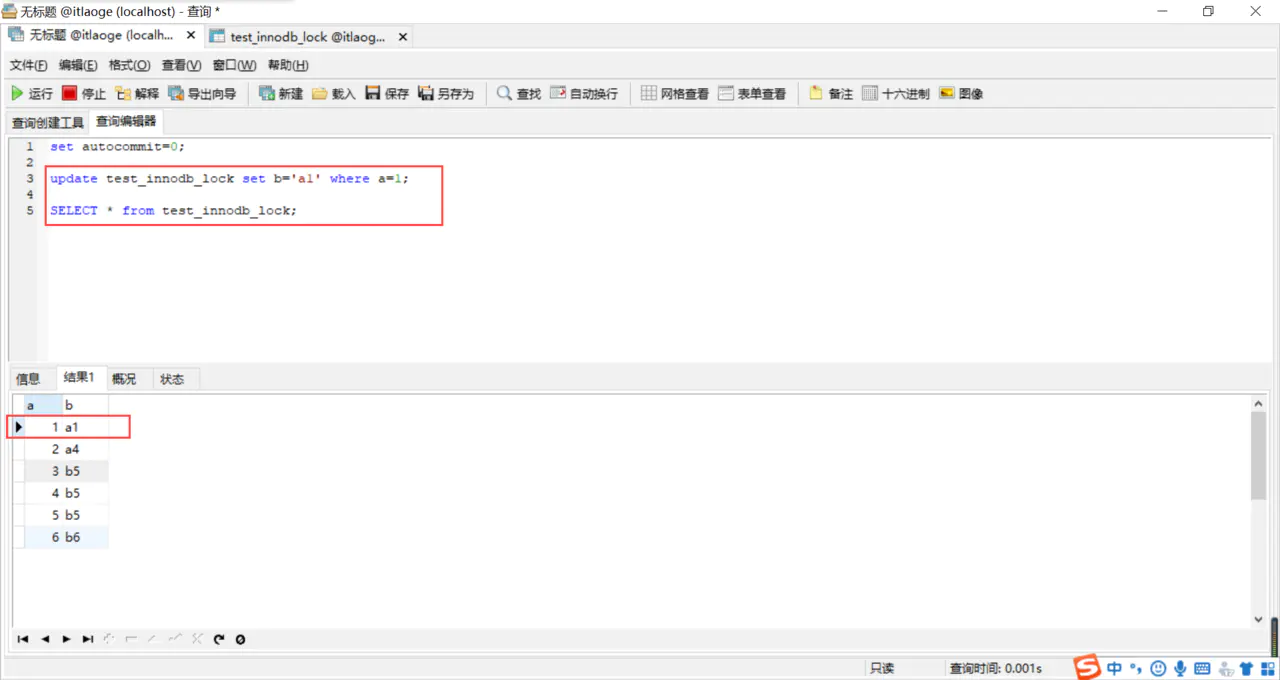 无标题 @itlaoge (localhost) - 查询 *
无标题 @itlaoge (localh... test_innodb_lock @itlaog...
文件(F) 编辑(E) 格式(O) 查看(V) 窗口(W) 帮助(H)
运行 停止 解释 导出向导 新建 载入 保存 另存为 查找 自动换行 网格查看 表单查看 备注 十六进制 图像
查询创建工具 查询编辑器
1 set autocommit=0;
2
3 update test_innodb_lock set b='a1' where a=1;
4
5 SELECT * from test_innodb_lock;
信息 结果1 概况 状态
a b
1 a1
2 a4
3 b5
4 b5
5 b5
6 b6
只读 查询时间: 0.001s 中